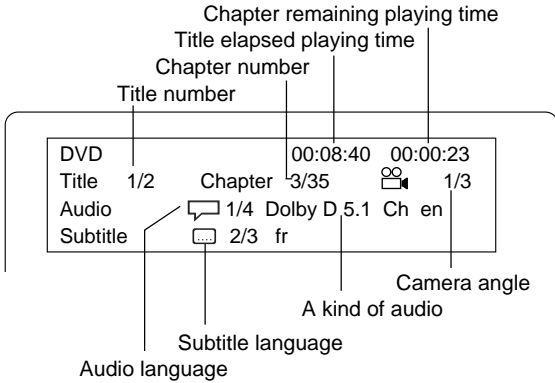 Chapter remaining playing time
Title elapsed playing time
Chapter number
Title number
DVD 00:08:40 00:00:23
Title 1/2 Chapter 3/35 1/3
Audio 1/4 Dolby D 5.1 Ch en
Subtitle .... 2/3 fr
Camera angle
A kind of audio
Subtitle language
Audio language